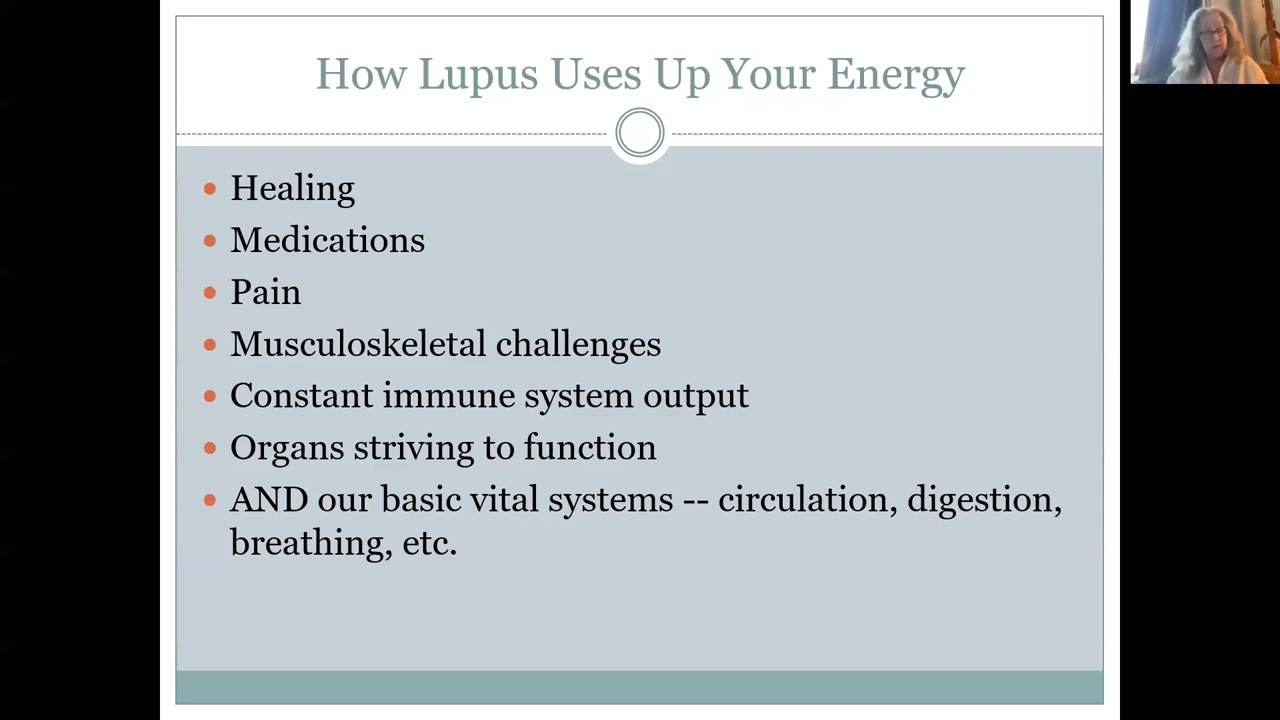 How Lupus Uses Up Your Energy
Healing
Medications
Pain
Musculoskeletal challenges
Constant immune system output
Organs striving to function
AND our basic vital systems -- circulation, digestion,
breathing, etc.